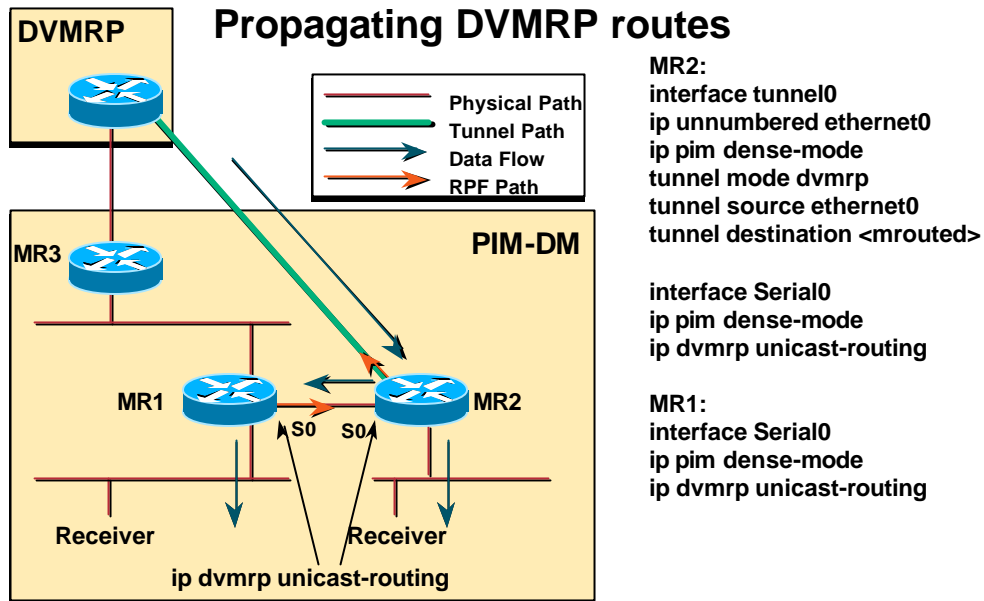 Propagating DVMRP routes
DVMRP
Physical Path
Tunnel Path
Data Flow
RPF Path
PIM-DM
MR3
MR1
MR2
S0
S0
Receiver
Receiver
ip dvmrp unicast-routing
MR2:
interface tunnel0
ip unnumbered ethernet0
ip pim dense-mode
tunnel mode dvmrp
tunnel source ethernet0
tunnel destination <mrouted>
interface Serial0
ip pim dense-mode
ip dvmrp unicast-routing
MR1:
interface Serial0
ip pim dense-mode
ip dvmrp unicast-routing